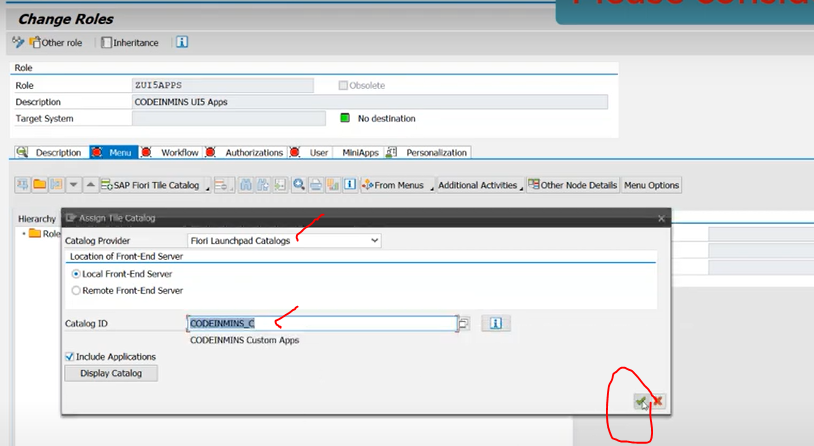 Please Conside
Change Roles
Other role Inheritance
Role
Role ZUI5APPS Obsolete
Description CODEINMINS UI5 Apps
Target System No destination
Description Menu Workflow Authorizations User MiniApps Personalization
SAP Fiori Tile Catalog From Menus Additional Activities Other Node Details Menu Options
Hierarchy
Role
Assign Tile Catalog
Catalog Provider Fiori Launchpad Catalogs
Location of Front-End Server
Local Front-End Server
Remote Front-End Server
Catalog ID CODEINMINS_C
CODEINMINS Custom Apps
Include Applications
Display Catalog